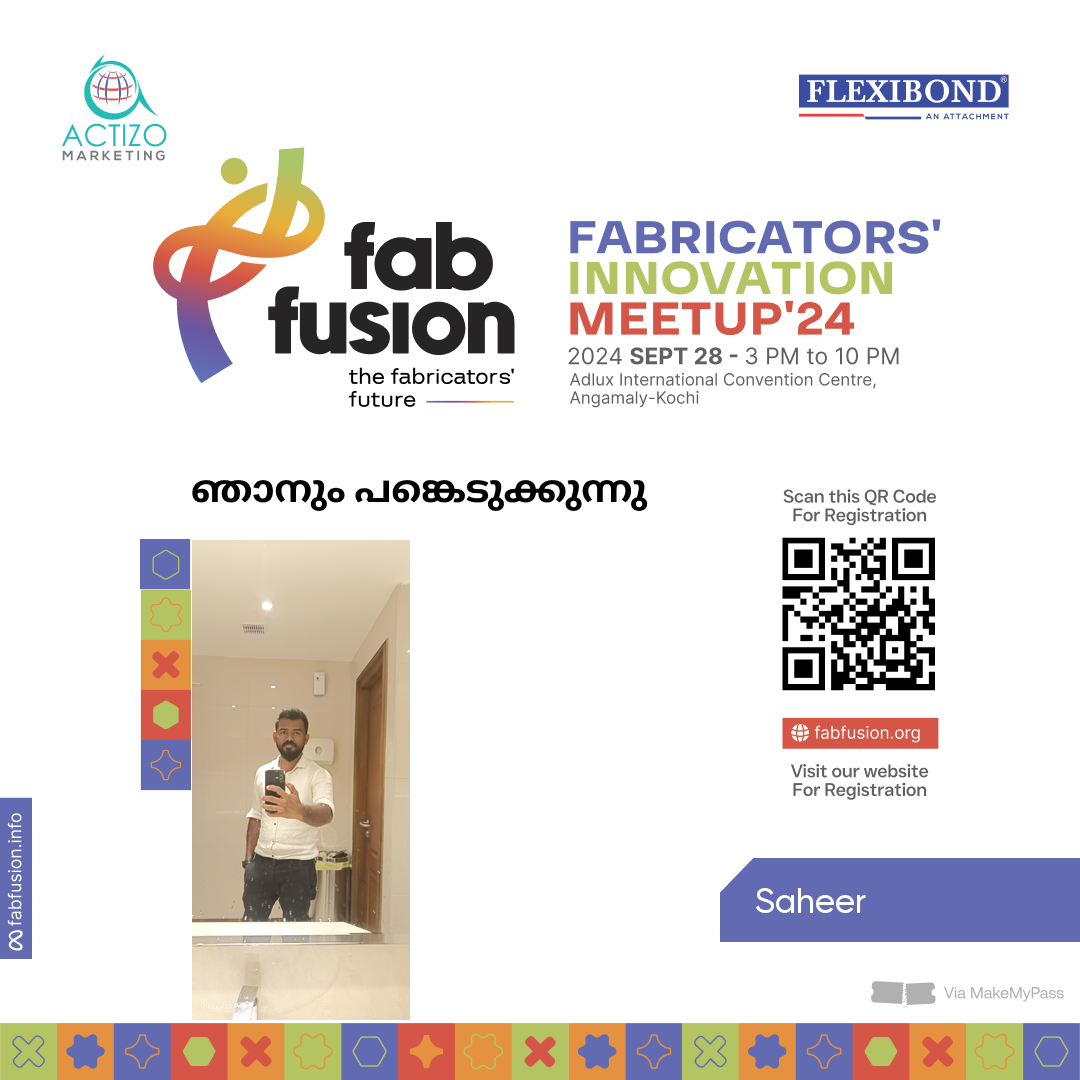 ACTIZO
MARKETING
FLEXIBOND®
AN ATTACHMENT
fab
fusion
the fabricators'
future
FABRICATORS'
INNOVATION
MEETUP'24
2024 SEPT 28 - 3 PM to 10 PM
Adlux International Convention Centre,
Angamaly-Kochi
ഞാനും പങ്കെടുക്കുന്നു
Scan this QR Code
For Registration
fabfusion.org
Visit our website
For Registration
fabfusion.info
Saheer
Via MakeMyPass